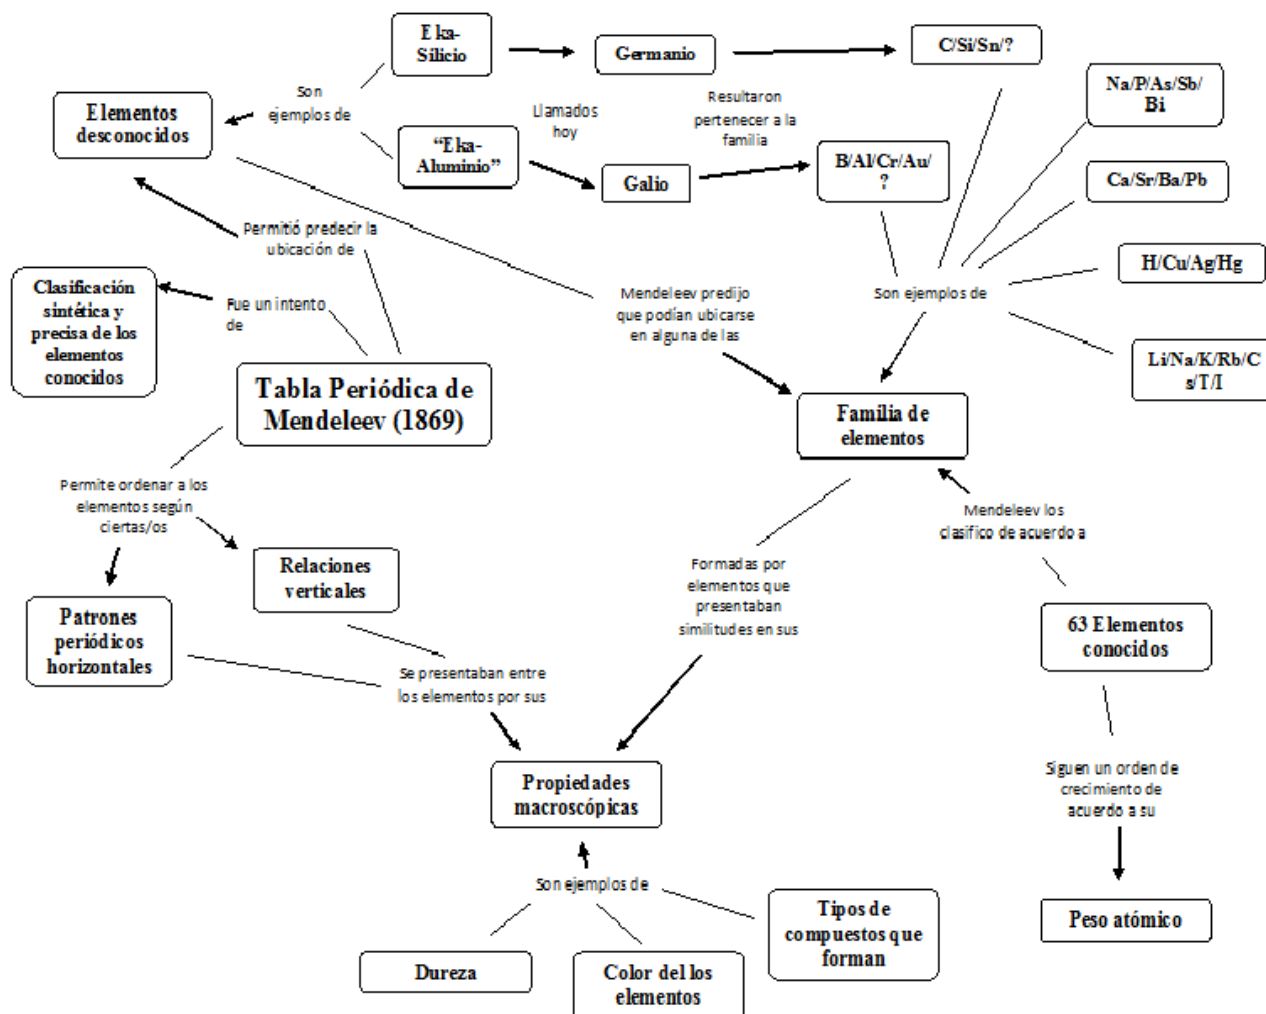 Eka-
Silicio
Germanio
C/Si/Sn/?
Na/P/As/Sb/
Bi
Elementos
desconocidos
Son
ejemplos de
Llamados
hoy
Resultaron
pertenecer a la
familia
“Eka-
Aluminio”
Galio
B/Al/Cr/Au/
?
Ca/Sr/Ba/Pb
Permitió predecir la
ubicación de
H/Cu/Ag/Hg
Clasificación
sintética y
precisa de los
elementos
conocidos
Fue un intento
de
Mendeleev predijo
que podían ubicarse
en alguna de las
Son ejemplos de
Li/Na/K/Rb/C
s/T/I
Tabla Periódica de
Mendeleev (1869)
Familia de
elementos
Permite ordenar a los
elementos según
ciertas/os
Mendeleev los
clasifico de acuerdo a
Relaciones
verticales
Formadas por
elementos que
presentaban
similitudes en sus
Patrones
periódicos
horizontales
63 Elementos
conocidos
Se presentaban entre
los elementos por sus
Propiedades
macroscópicas
Siguen un orden de
crecimiento de
acuerdo a su
Son ejemplos de
Tipos de
compuestos que
forman
Peso atómico
Dureza
Color del los
elementos